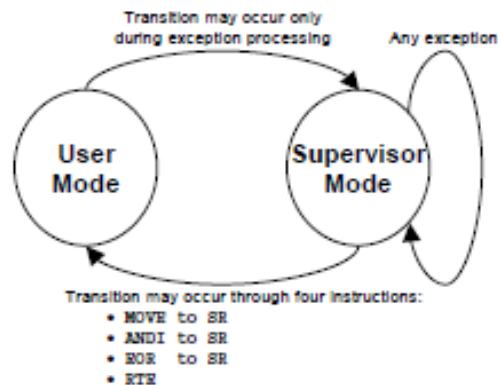 Transition may occur only
during exception processing
Any exception
User
Mode
Supervisor
Mode
Transition may occur through four instructions:
• MOVE to SR
• ANDI to SR
• EOR to SR
• RTE